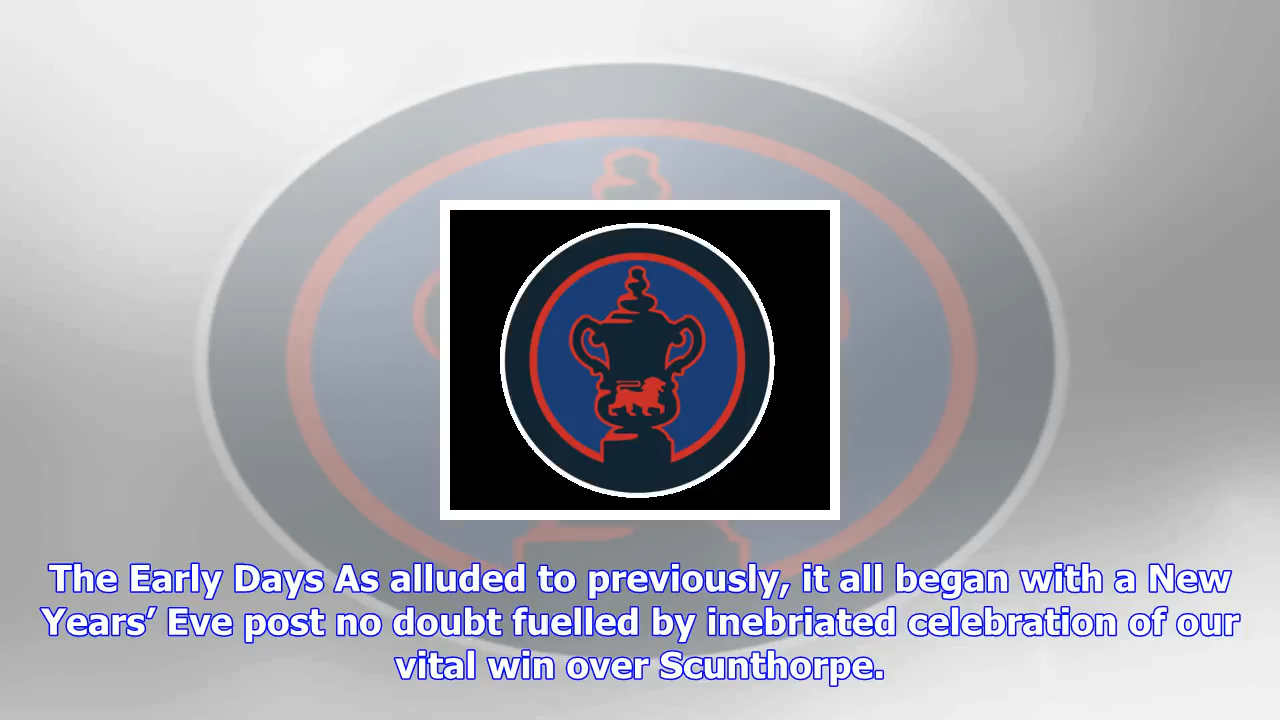 The Early Days As alluded to previously, it all began with a New
Years’ Eve post no doubt fuelled by inebriated celebration of our
vital win over Scunthorpe.